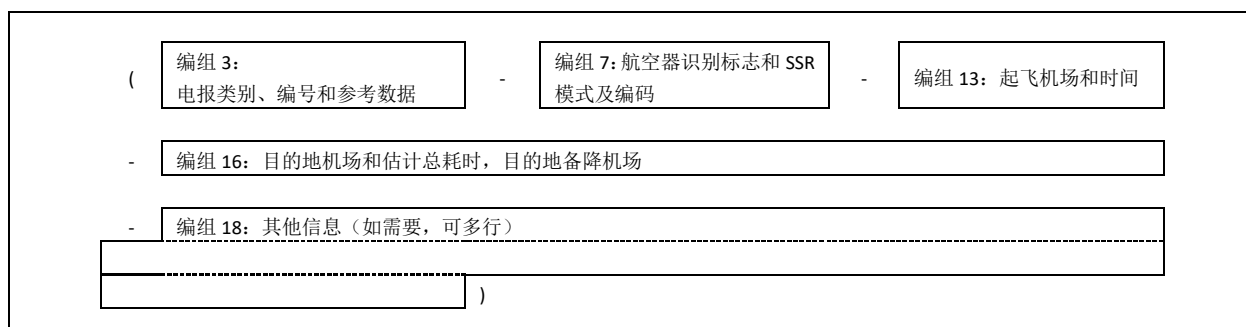 ( 编组 3: - 编组 7: 航空器识别标志和 SSR - 编组 13：起飞机场和时间
电报类别、编号和参考数据 模式及编码
- 编组 16：目的地机场和估计总耗时，目的地备降机场
- 编组 18：其他信息（如需要，可多行）
)